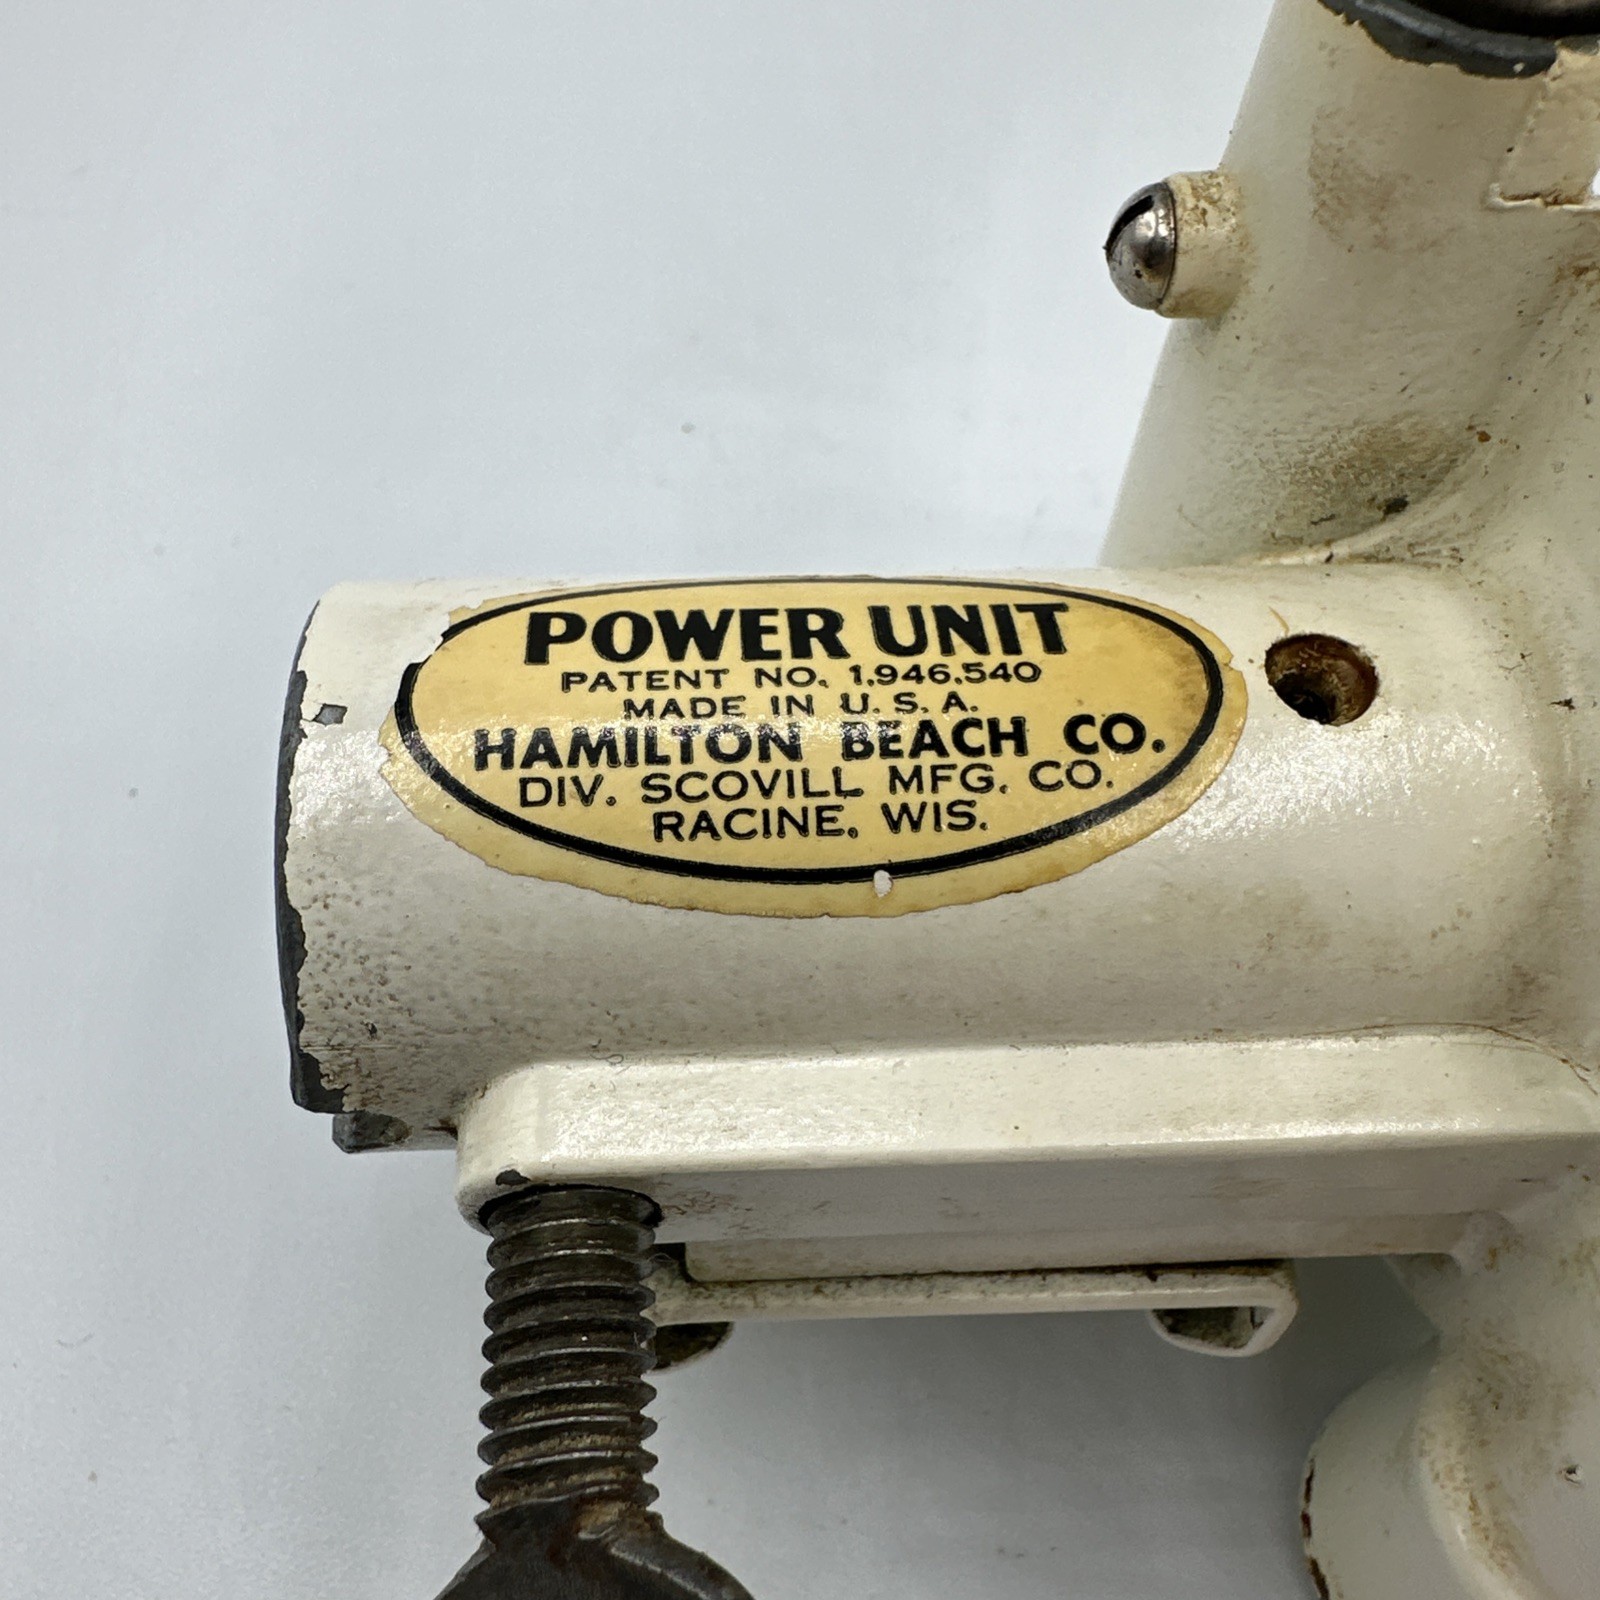 POWER UNIT
PATENT NO. 1,946,540
MADE IN U.S.A.
HAMILTON BEACH CO.
DIV. SCOVILL MFG. CO.
RACINE, WIS.